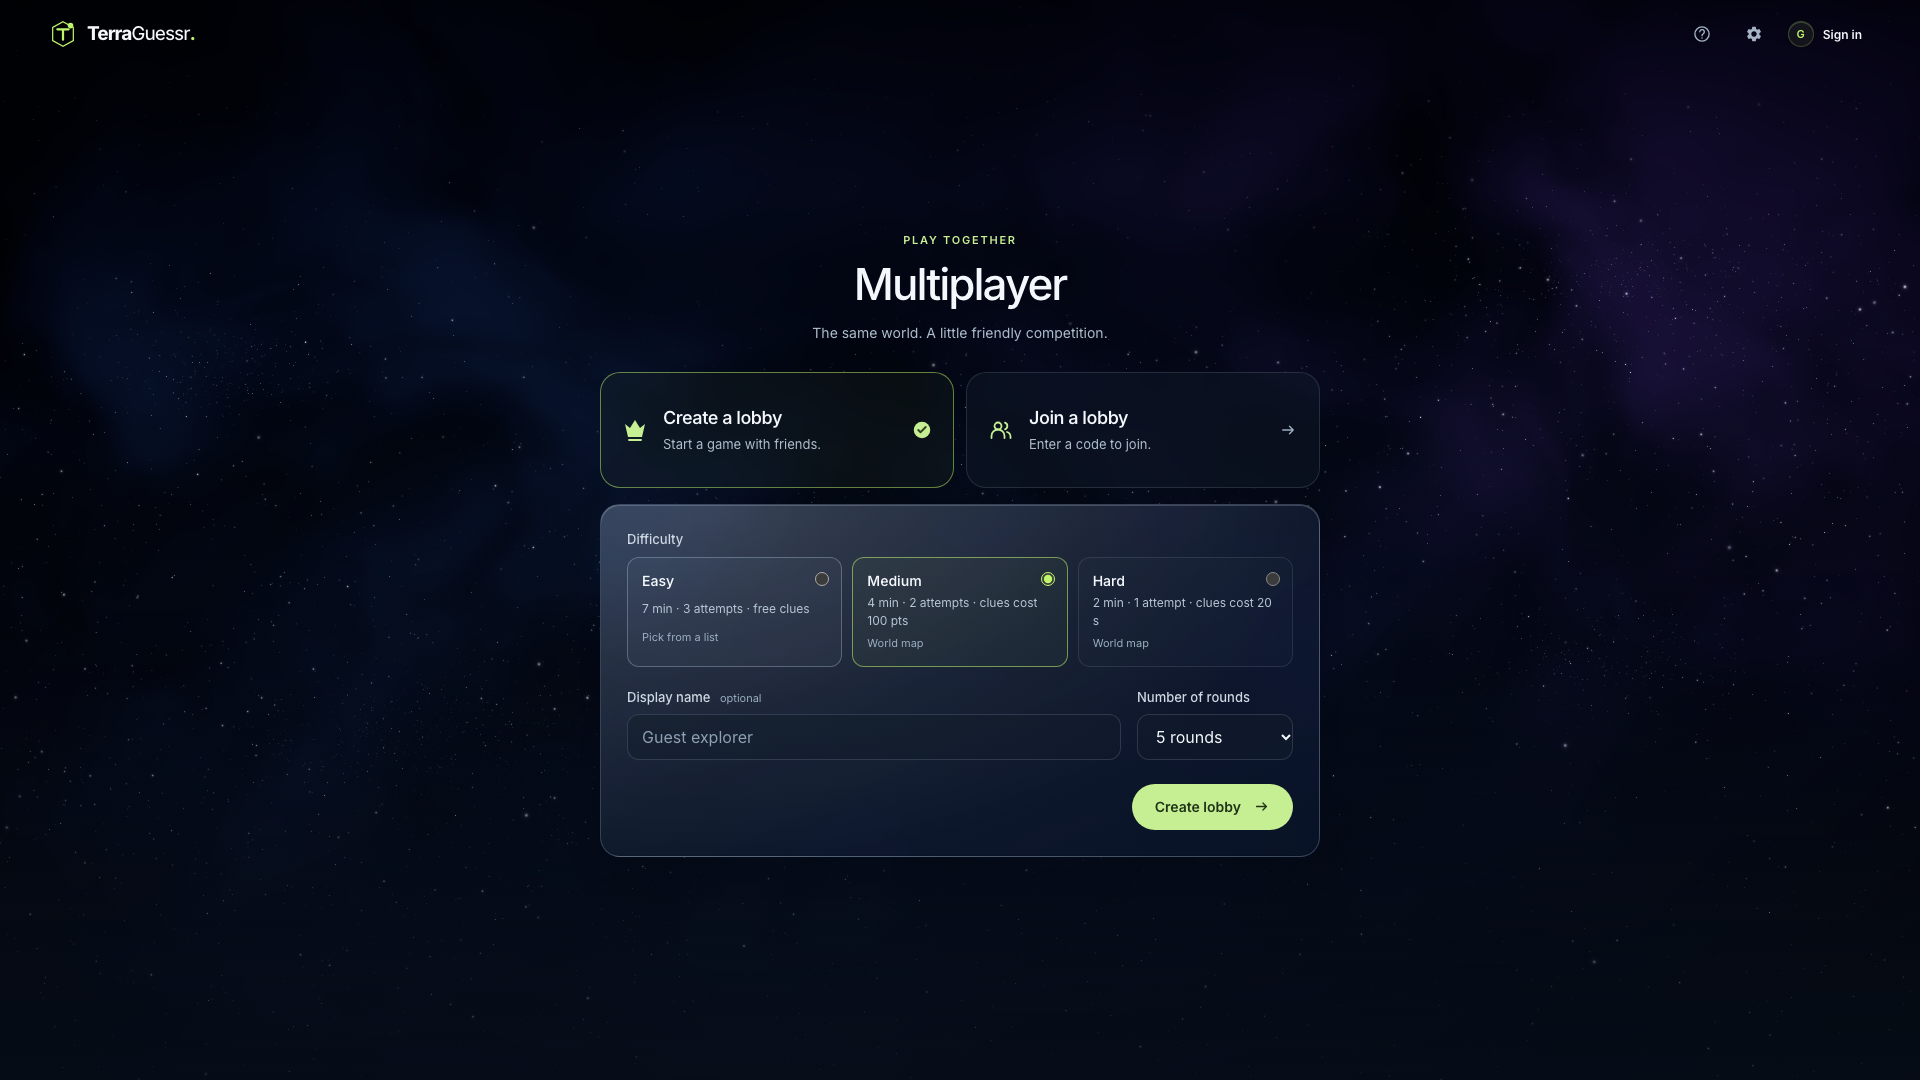 TerraGuessr.
G Sign in
PLAY TOGETHER
Multiplayer
The same world. A little friendly competition.
Create a lobby
Start a game with friends.
Join a lobby
Enter a code to join.
Difficulty
Easy
7 min · 3 attempts · free clues
Pick from a list
Medium
4 min · 2 attempts · clues cost
100 pts
World map
Hard
2 min · 1 attempt · clues cost 20
s
World map
Display name optional
Guest explorer
Number of rounds
5 rounds
Create lobby